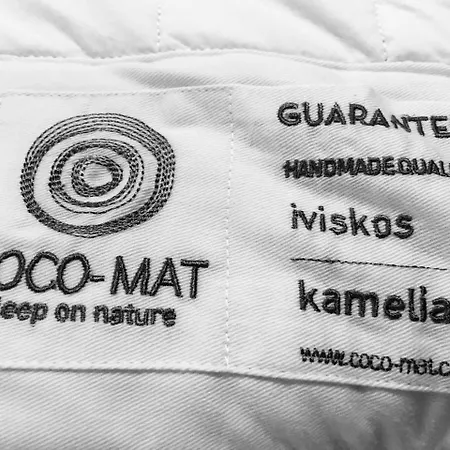 OCO-MAT
leep on nature
GUARANTE
HANDMADE QUAL
iviskos
kamelia
www.coco-mat.c